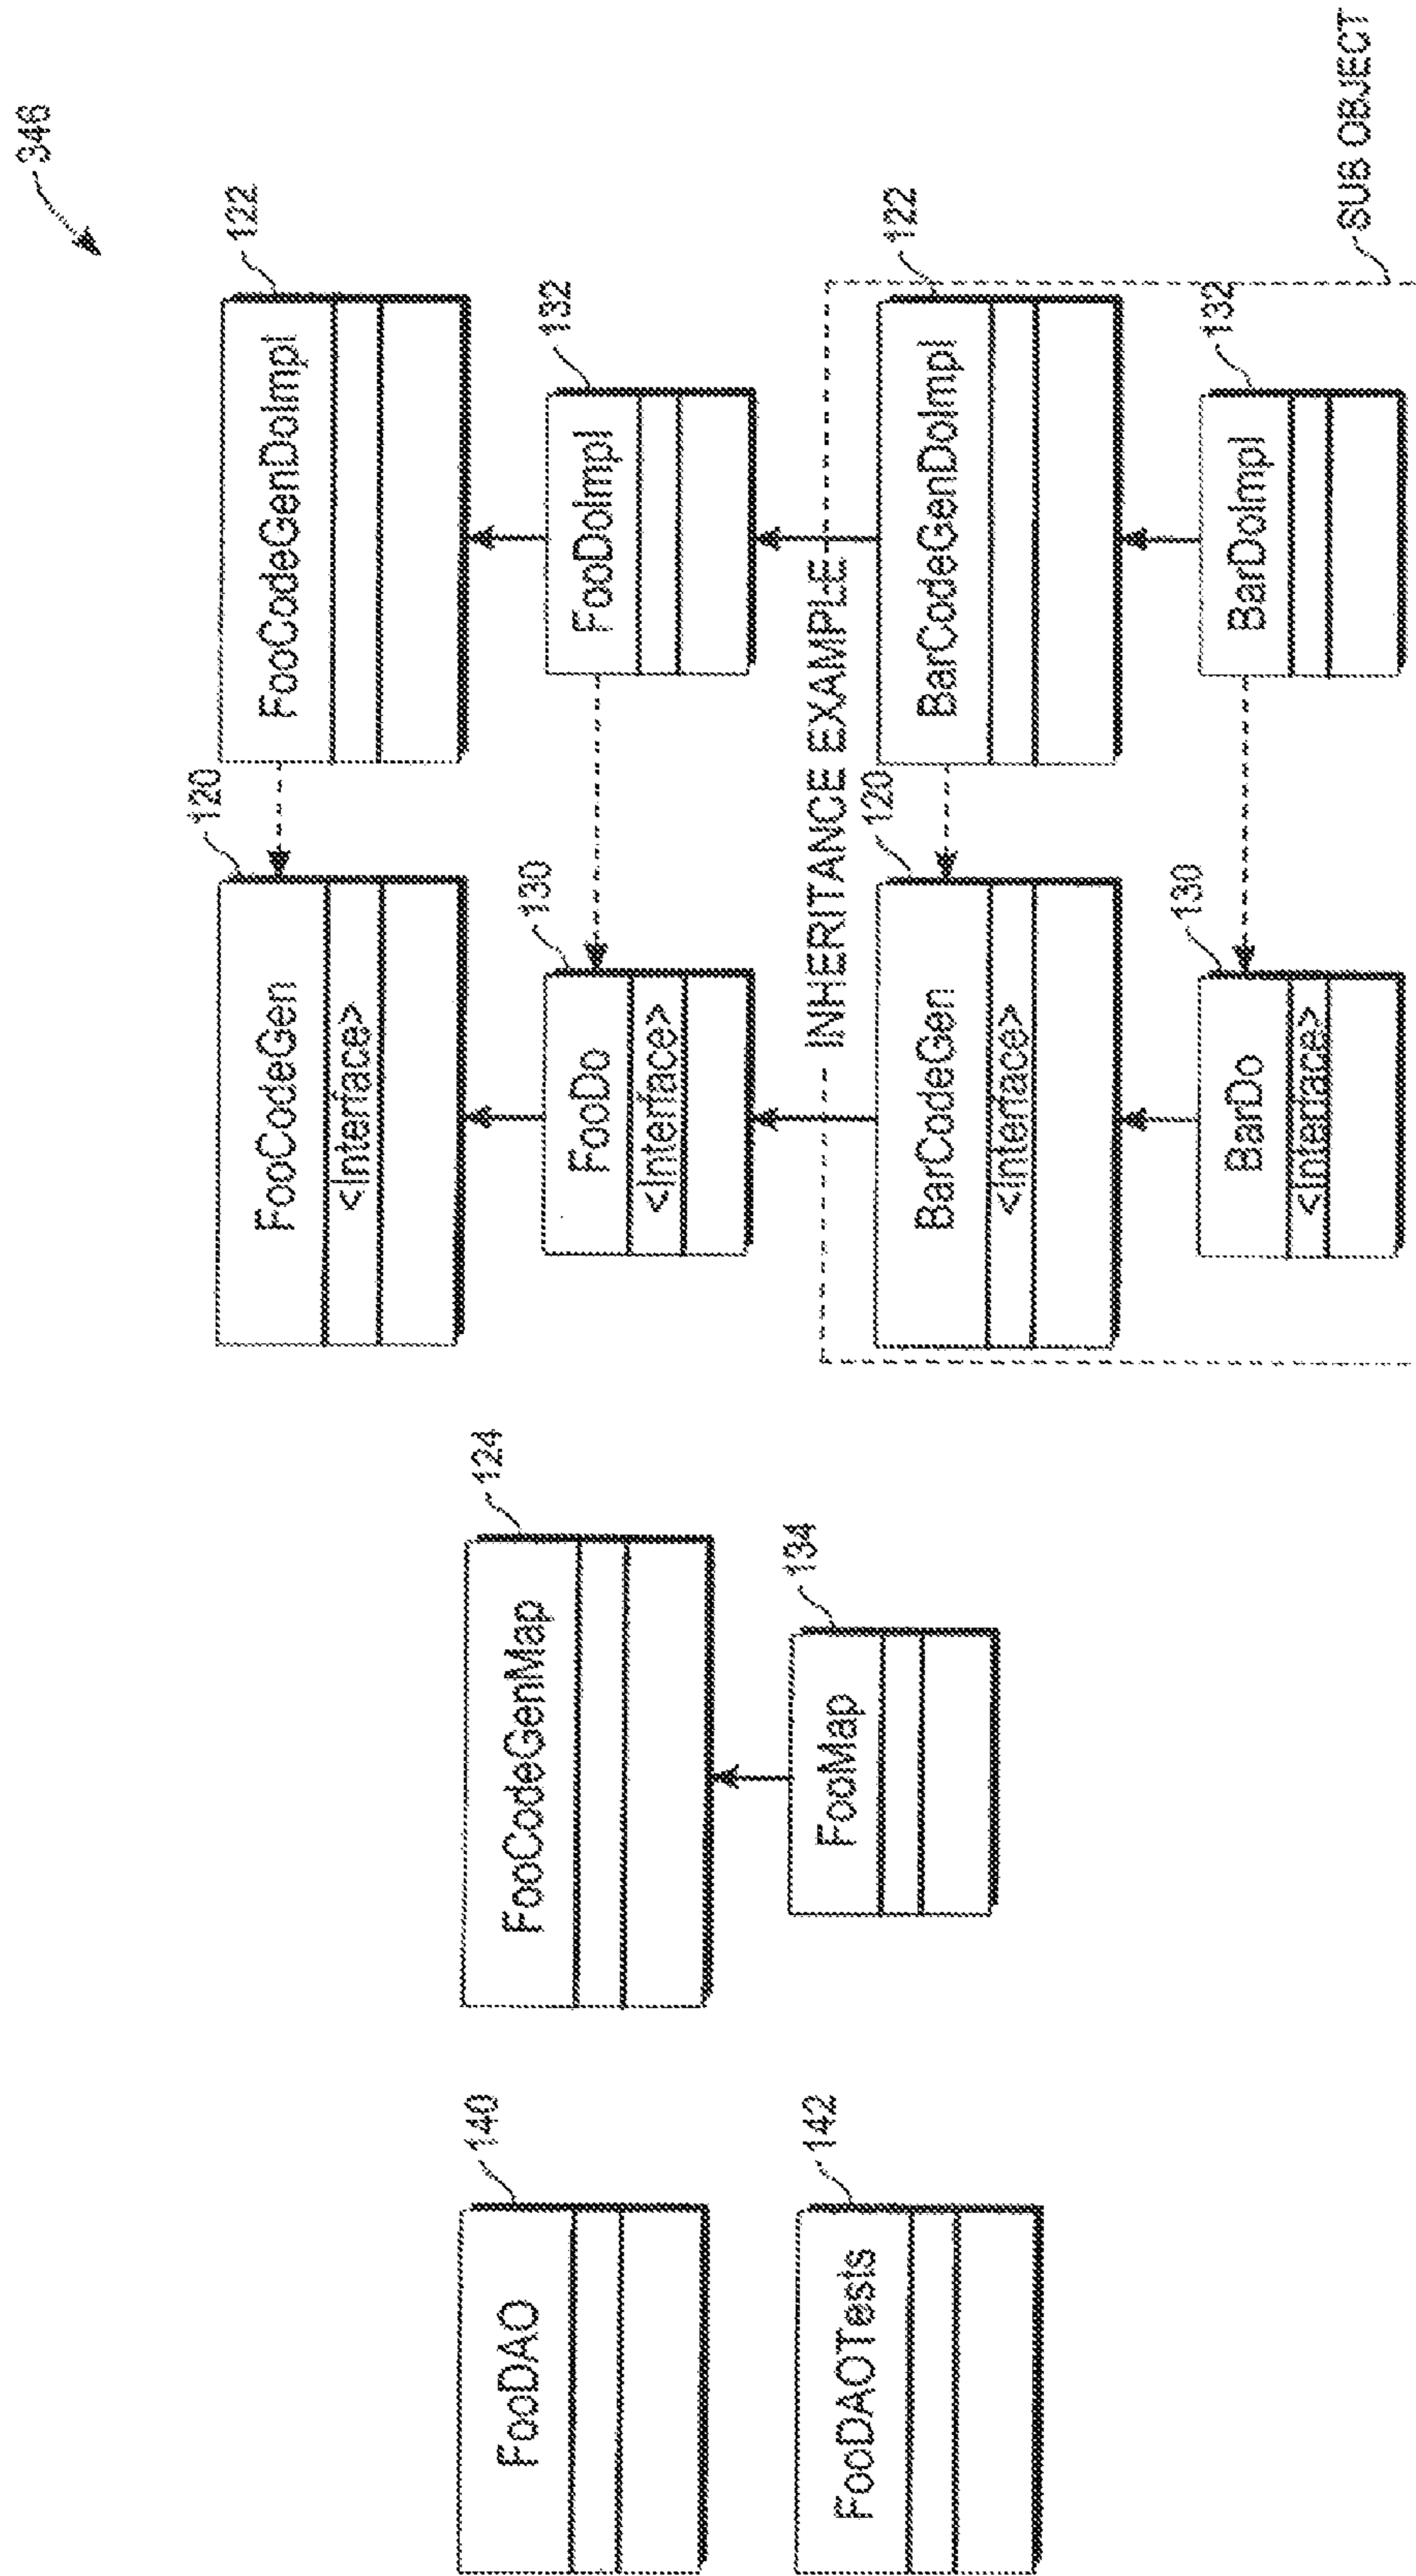 346
120
122
FooCodeGen
FooCodeGenDoImpl
<Interface>
140
124
130
132
FooDAO
FooCodeGenMap
FooDo
FooDoImpl
<Interface>
142
134
INHERITANCE EXAMPLE
FooDAOTests
FooMap
120
122
BarCodeGen
BarCodeGenDoImpl
<Interface>
130
132
BarDo
BarDoImpl
<Interface>
SUB OBJECT